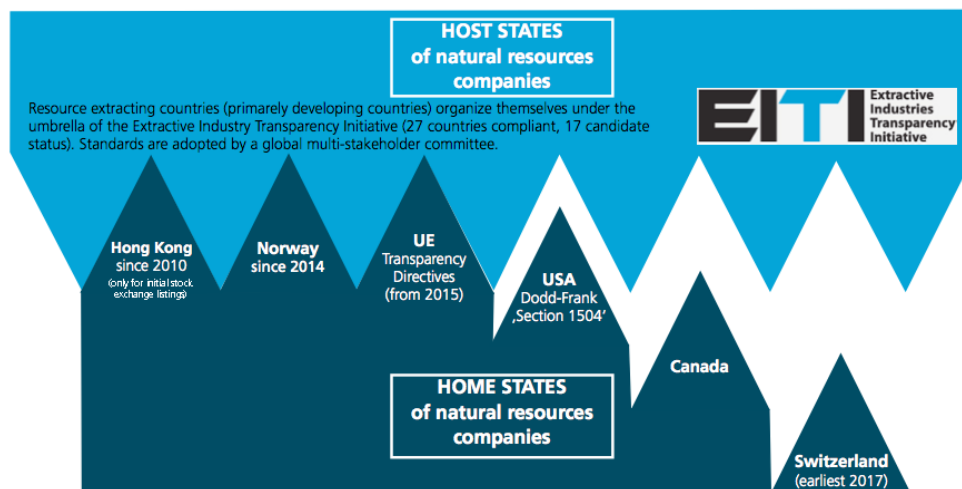 HOST STATES
of natural resources
companies
Resource extracting countries (primarely developing countries) organize themselves under the
umbrella of the Extractive Industry Transparency Initiative (27 countries compliant, 17 candidate
status). Standards are adopted by a global multi-stakeholder committee.
EITI
Extractive
Industries
Transparency
Initiative
Hong Kong
since 2010
(only for initial stock
exchange listings)
Norway
since 2014
UE
Transparency
Directives
(from 2015)
USA
Dodd-Frank
‚Section 1504’
Canada
HOME STATES
of natural resources
companies
Switzerland
(earliest 2017)